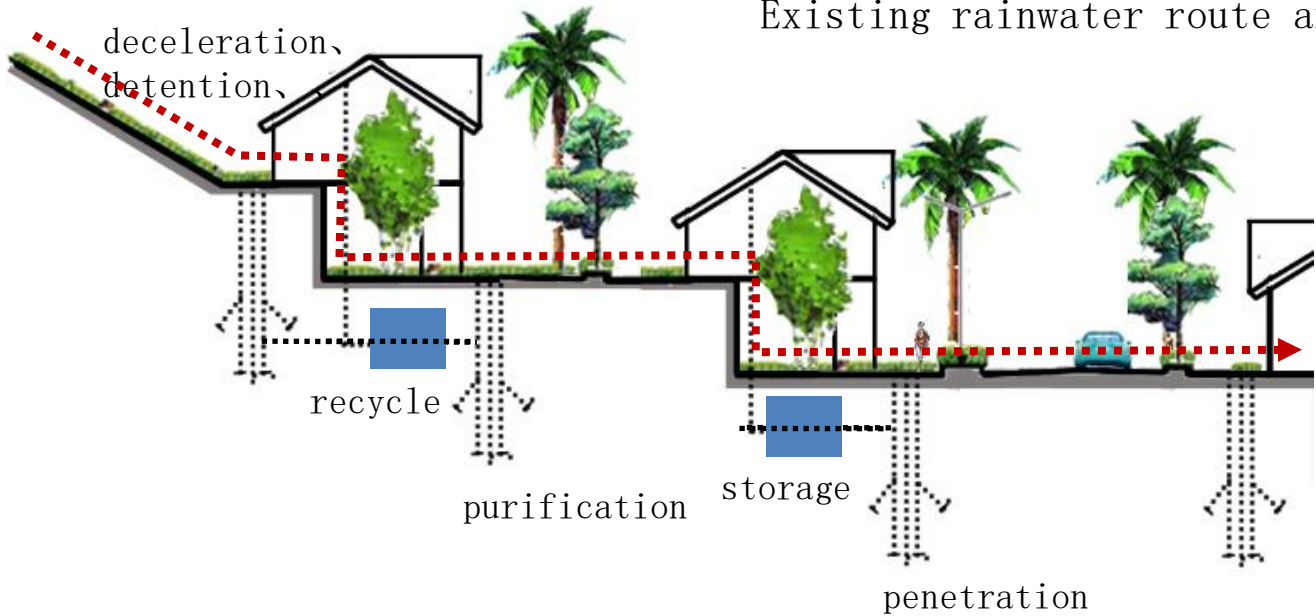 Existing rainwater route a
deceleration、
detention、
recycle
storage
purification
penetration